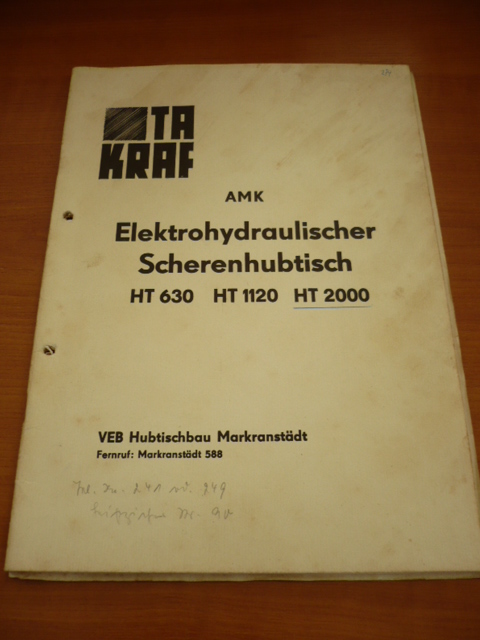 TA
KRAF
AMK
Elektrohydraulischer
Scherenhubtisch
HT 630 HT 1120 HT 2000
VEB Hubtischbau Markranstädt
Fernruf: Markranstädt 588